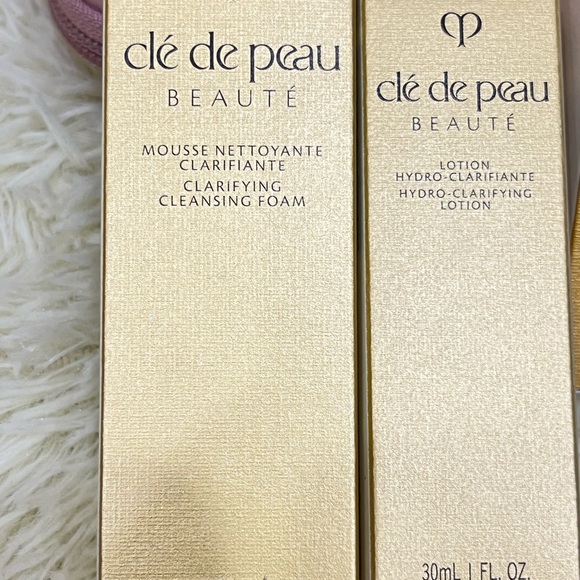 clé de peau
BEAUTÉ
MOUSSE NETTOYANTE
CLARIFIANTE
CLARIFYING
CLEANSING FOAM
clé de peau
BEAUTÉ
LOTION
HYDRO-CLARIFIANTE
HYDRO-CLARIFYING
LOTION
30mL 1 FL. OZ.